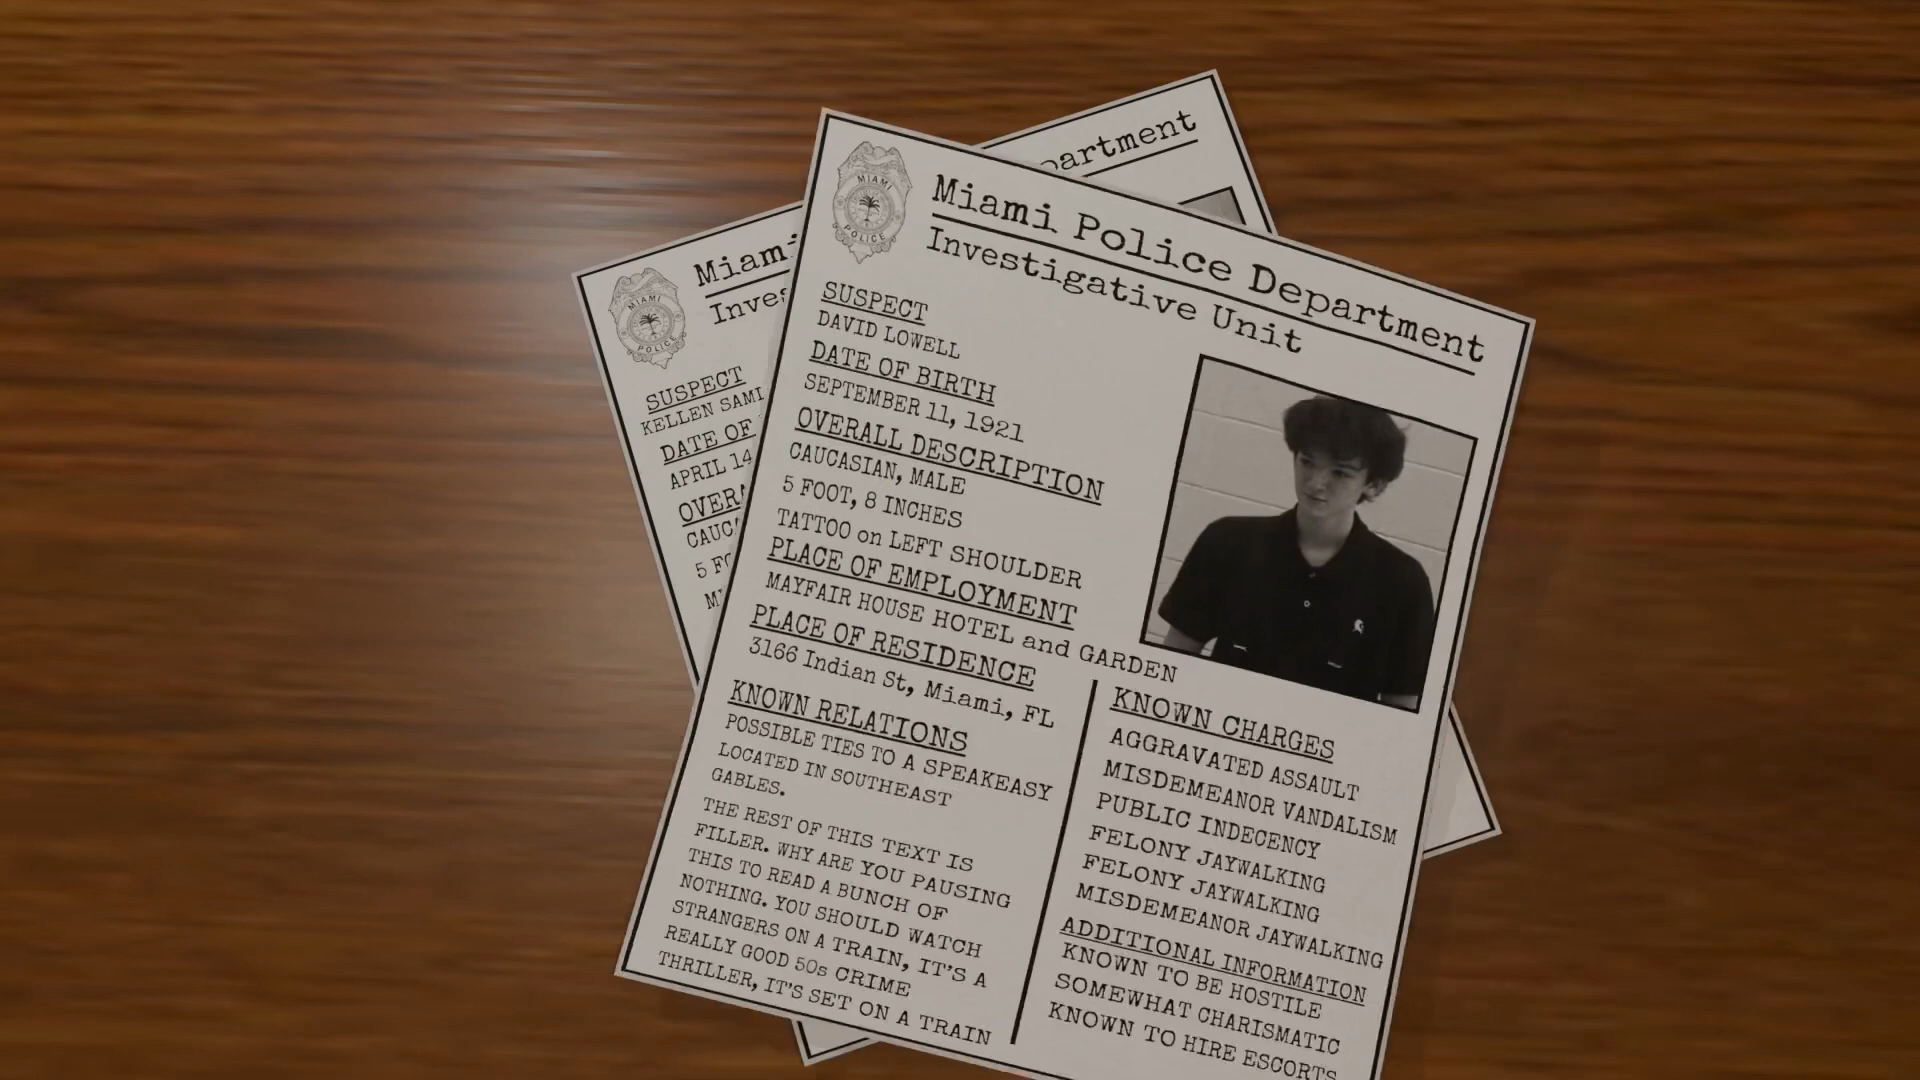 partment
MIAMI
POLICE
Miami
SUSPECT
KELLEN
DATE OF
APRIL 14
5
MIAMI
POLICE
Miami Police Department
Investigative Unit
SUSPECT
DAVID LOWELL
DATE OF BIRTH
SEPTEMBER 11, 1921
OVERALL DESCRIPTION
CAUCASIAN, MALE
5 FOOT, 8 INCHES
TATTOO on LEFT SHOULDER
PLACE OF EMPLOYMENT
MAYFAIR HOUSE HOTEL and GARDEN
PLACE OF RESIDENCE
3166 Indian St, Miami, FL
KNOWN RELATIONS
POSSIBLE TIES TO A SPEAKEASY
LOCATED IN SOUTHEAST
GABLES.
THE REST OF THIS TEXT IS
FILLER. WHY ARE YOU PAUSING
THIS TO READ A BUNCH OF
NOTHING. YOU SHOULD WATCH
STRANGERS ON A TRAIN, IT'S A
REALLY GOOD 50s CRIME
THRILLER, IT'S SET ON A TRAIN
KNOWN CHARGES
AGGRAVATED ASSAULT
MISDEMEANOR VANDALISM
PUBLIC INDECENCY
FELONY JAYWALKING
FELONY JAYWALKING
MISDEMEANOR JAYWALKING
ADDITIONAL INFORMATION
KNOWN TO BE HOSTILE
SOMEWHAT CHARISMATIC
KNOWN TO HIRE ESCORTS